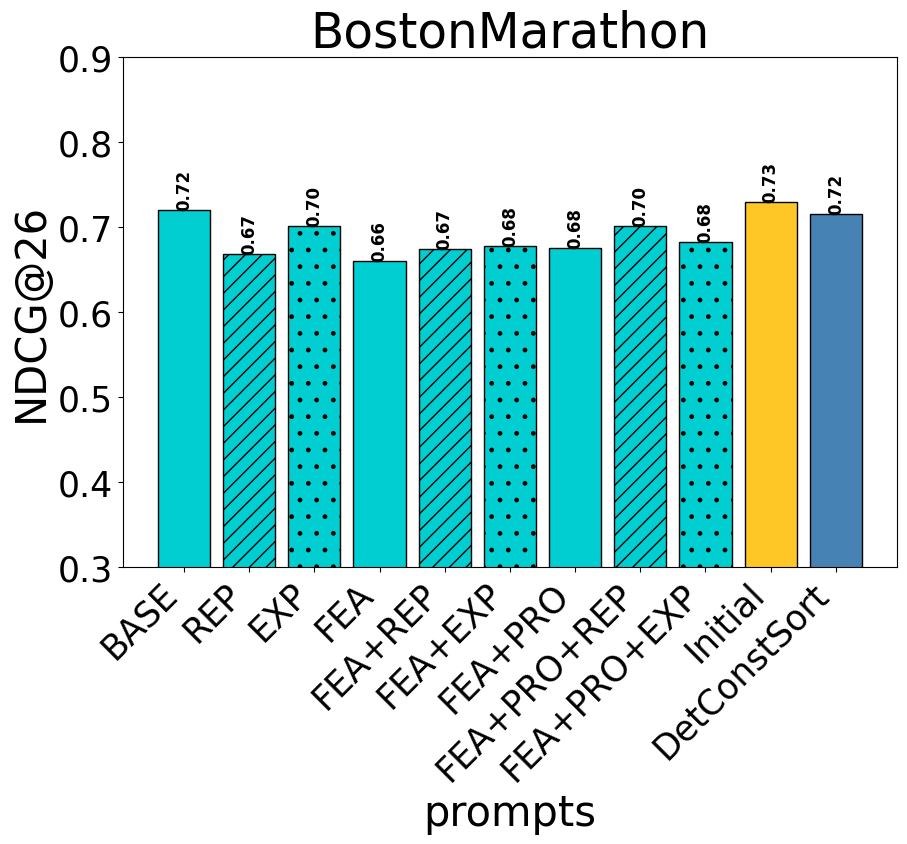 BostonMarathon
NDCG@26
0.9
0.8
0.7
0.6
0.5
0.4
0.3
0.72
0.67
0.70
0.66
0.67
0.68
0.68
0.70
0.68
0.73
0.72
BASE
REP
EXP
FEA
FEA+REP
FEA+EXP
FEA+PRO
FEA+PRO+REP
FEA+PRO+EXP
Initial
DetConstSort
prompts